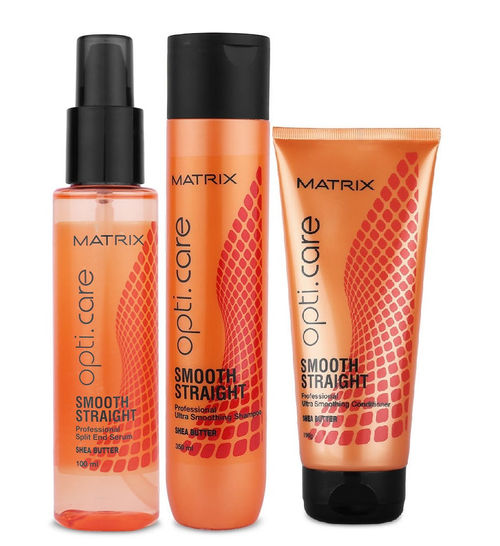 MATRIX
opti.care
SMOOTH
STRAIGHT
Professional
Split End Serum
SHEA BUTTER
100 ml
MATRIX
opti.care
SMOOTH
STRAIGHT
Professional
Ultra Smoothing Shampoo
SHEA BUTTER
350 ml
MATRIX
opti.care
SMOOTH
STRAIGHT
Professional
Ultra Smoothing Conditioner
SHEA BUTTER